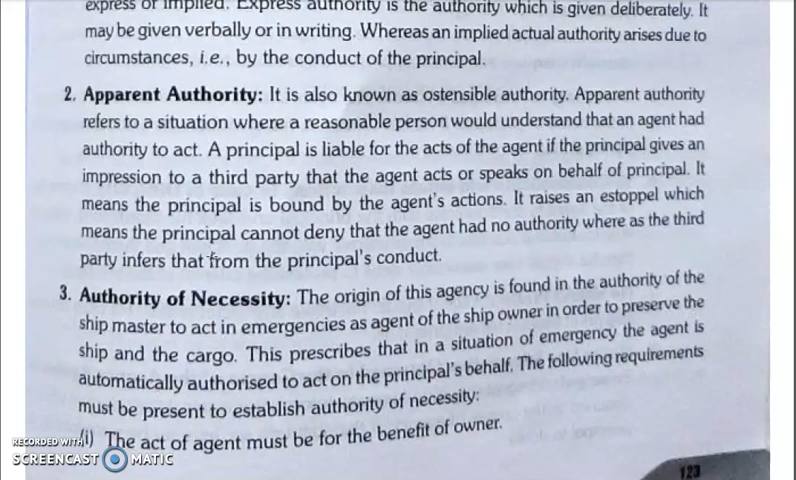 express or implied. Express authority is the authority which is given deliberately. It
may be given verbally or in writing. Whereas an implied actual authority arises due to
circumstances, i.e., by the conduct of the principal.
2. Apparent Authority: It is also known as ostensible authority. Apparent authority
refers to a situation where a reasonable person would understand that an agent had
authority to act. A principal is liable for the acts of the agent if the principal gives an
impression to a third party that the agent acts or speaks on behalf of principal. It
means the principal is bound by the agent's actions. It raises an estoppel which
means the principal cannot deny that the agent had no authority where as the third
party infers that from the principal's conduct.
3. Authority of Necessity: The origin of this agency is found in the authority of the
ship master to act in emergencies as agent of the ship owner in order to preserve the
ship and the cargo. This prescribes that in a situation of emergency the agent is
automatically authorised to act on the principal's behalf. The following requirements
must be present to establish authority of necessity:
(i) The act of agent must be for the benefit of owner.
RECORDED WITH
SCREENCAST MATIC
123